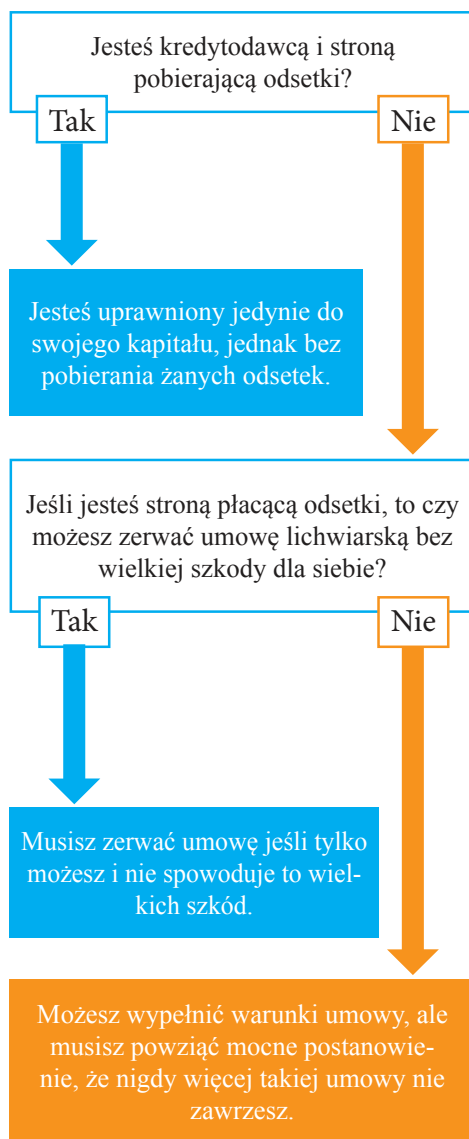 Jesteś kredytodawcą i stroną
pobierającą odsetki?
Tak
Nie
Jesteś uprawniony jedynie do
swojego kapitału, jednak bez
pobierania żanych odsetek.
Jeśli jesteś stroną płacącą odsetki, to czy
możesz zerwać umowę lichwiarską bez
wielkiej szkody dla siebie?
Tak
Nie
Musisz zerwać umowę jeśli tylko
możesz i nie spowoduje to wiel-
kich szkód.
Możesz wypełnić warunki umowy, ale
musisz powziąć mocne postanowie-
nie, że nigdy więcej takiej umowy nie
zawrzesz.